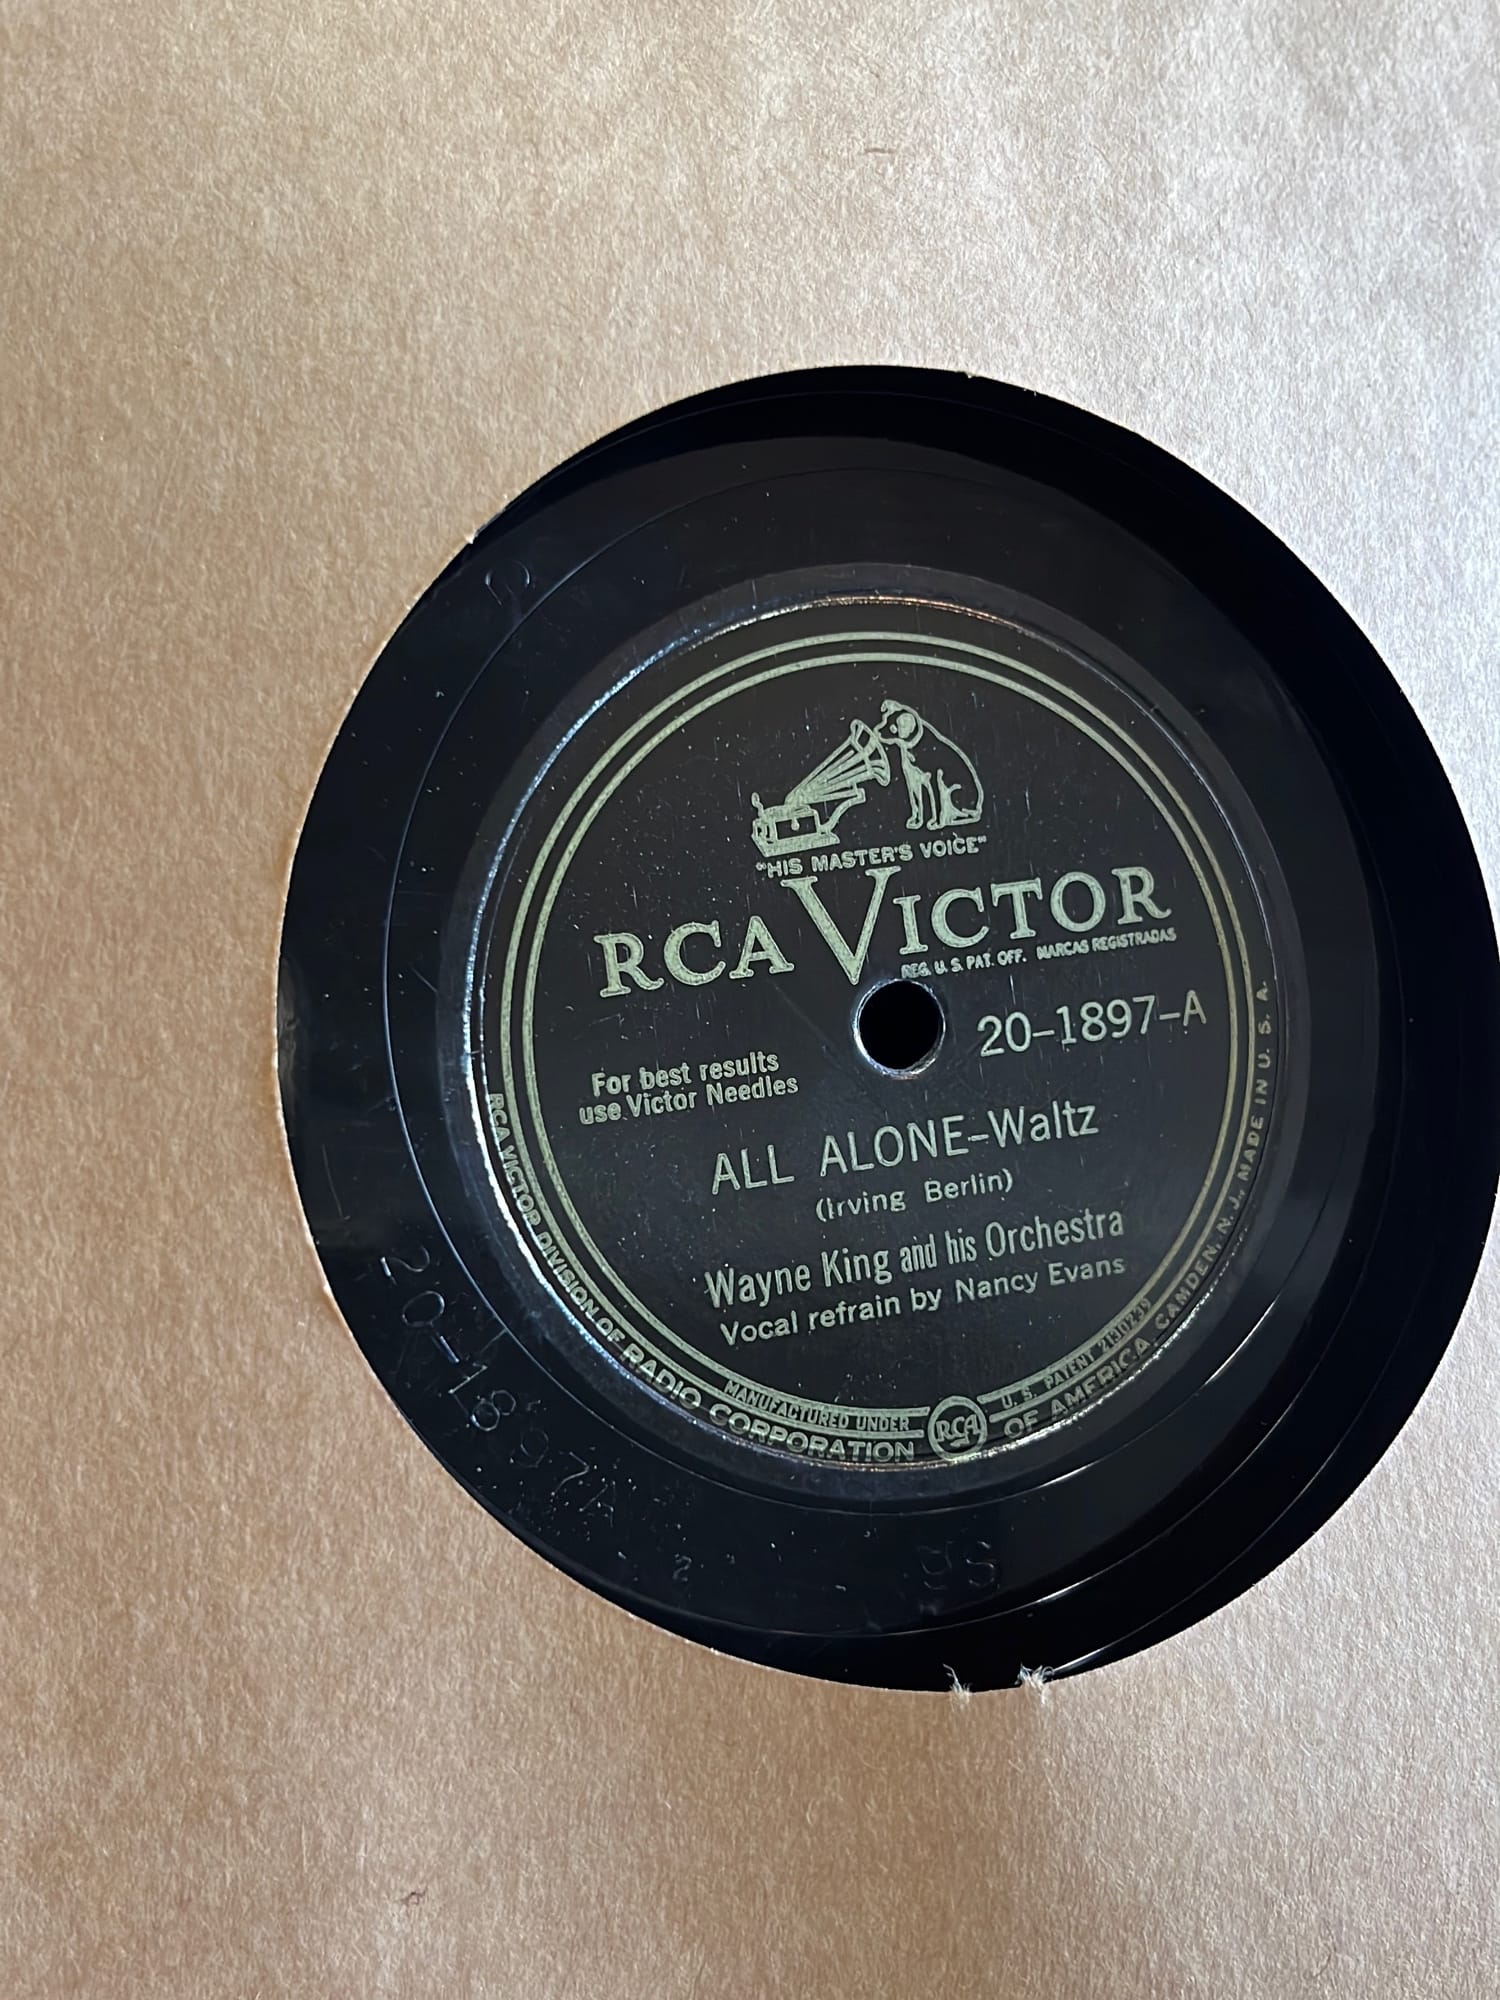 "HIS MASTER'S VOICE"
RCA VICTOR
REG. U. S. PAT. OFF. MARCAS REGISTRADAS
20-1897-A
For best results
use Victor Needles
ALL ALONE-Waltz
(Irving Berlin)
Wayne King and his Orchestra
Vocal refrain by Nancy Evans
MANUFACTURED UNDER RCA U. S. PATENT 2130239
RCA VICTOR DIVISION OF RADIO CORPORATION OF AMERICA, CAMDEN, N. J., MADE IN U. S. A.
20-1897A
2